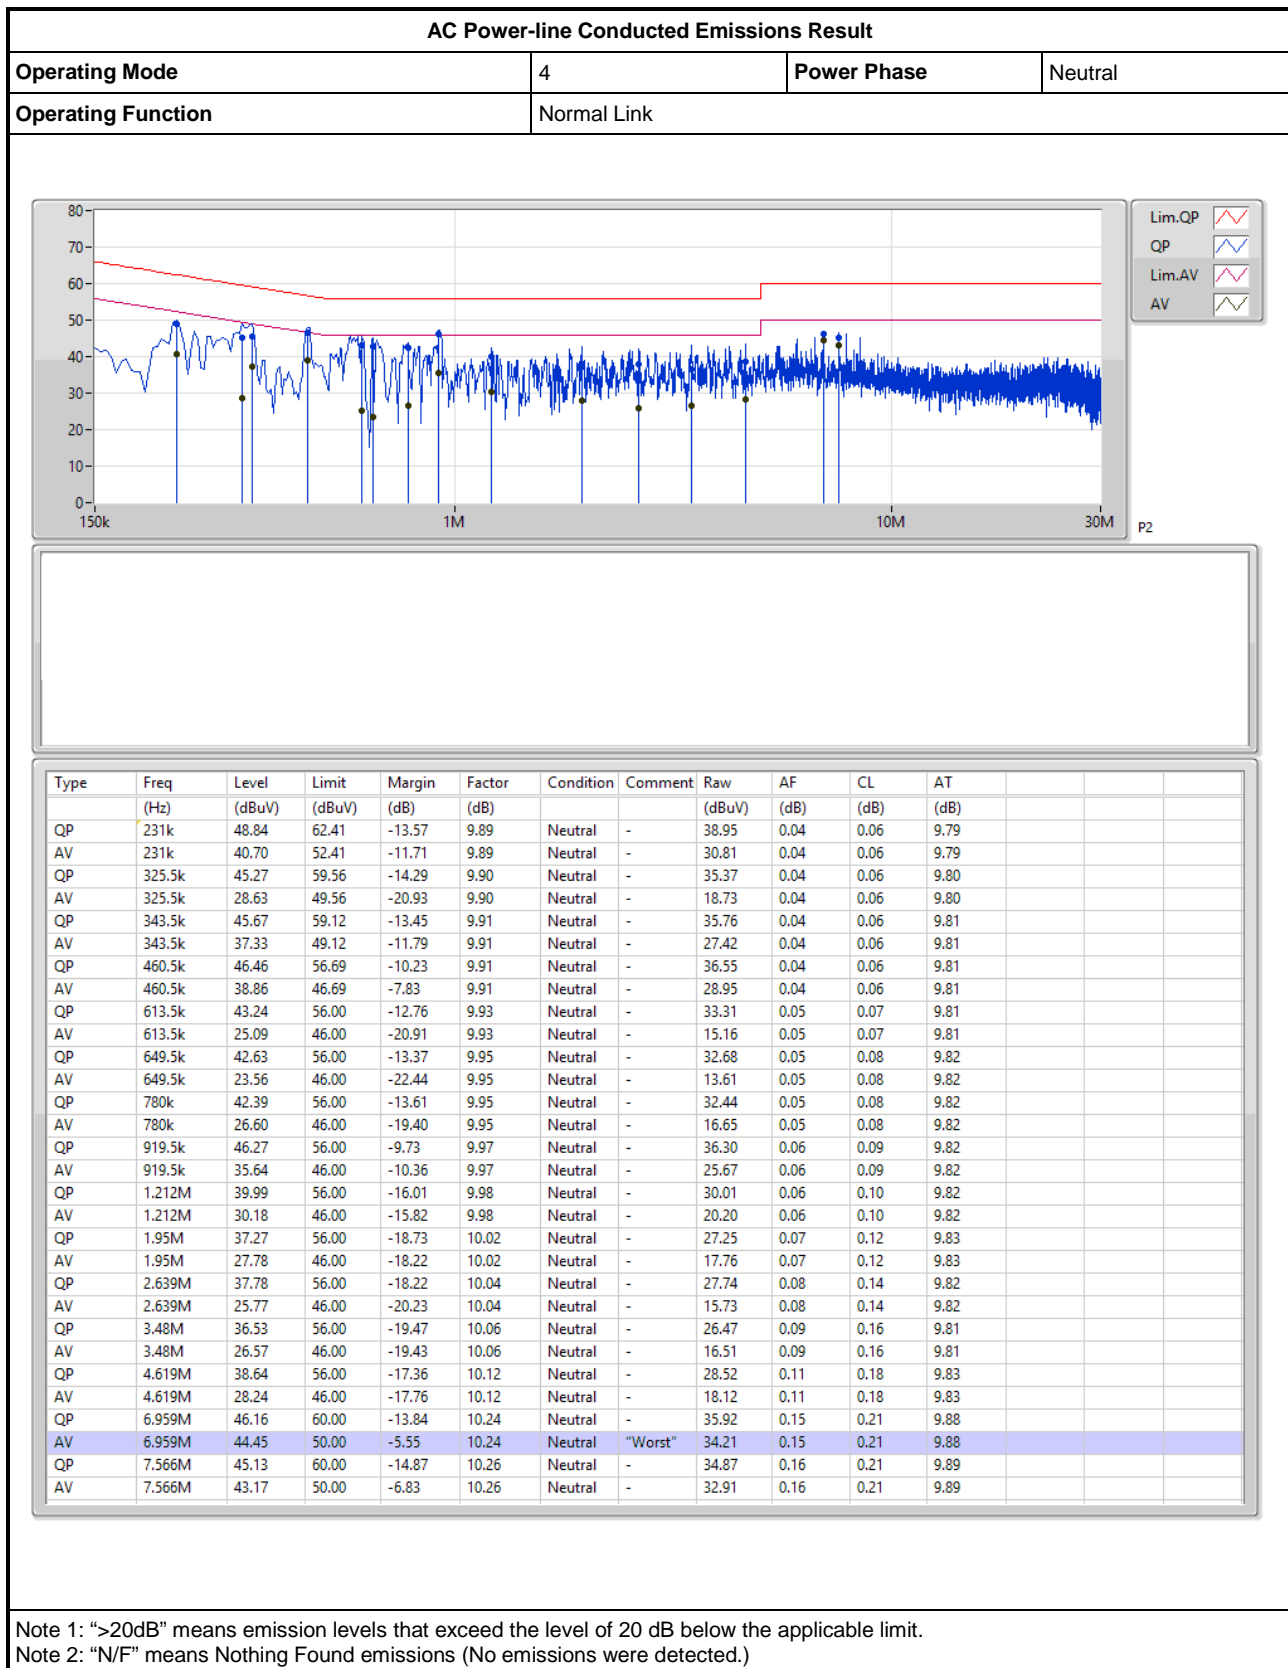 AC Power-line Conducted Emissions Result
Operating Mode 4 Power Phase Neutral
Operating Function Normal Link
80
70
60
50
40
30
20
10
0
150k 1M 10M 30M P2
Lim.QP
QP
Lim.AV
AV
Type Freq Level Limit Margin Factor Condition Comment Raw AF CL AT
(Hz) (dBuV) (dBuV) (dB) (dB) (dBuV) (dB) (dB) (dB)
QP 231k 48.84 62.41 -13.57 9.89 Neutral - 38.95 0.04 0.06 9.79
AV 231k 40.70 52.41 -11.71 9.89 Neutral - 30.81 0.04 0.06 9.79
QP 325.5k 45.27 59.56 -14.29 9.90 Neutral - 35.37 0.04 0.06 9.80
AV 325.5k 28.63 49.56 -20.93 9.90 Neutral - 18.73 0.04 0.06 9.80
QP 343.5k 45.67 59.12 -13.45 9.91 Neutral - 35.76 0.04 0.06 9.81
AV 343.5k 37.33 49.12 -11.79 9.91 Neutral - 27.42 0.04 0.06 9.81
QP 460.5k 46.46 56.69 -10.23 9.91 Neutral - 36.55 0.04 0.06 9.81
AV 460.5k 38.86 46.69 -7.83 9.91 Neutral - 28.95 0.04 0.06 9.81
QP 613.5k 43.24 56.00 -12.76 9.93 Neutral - 33.31 0.05 0.07 9.81
AV 613.5k 25.09 46.00 -20.91 9.93 Neutral - 15.16 0.05 0.07 9.81
QP 649.5k 42.63 56.00 -13.37 9.95 Neutral - 32.68 0.05 0.08 9.82
AV 649.5k 23.56 46.00 -22.44 9.95 Neutral - 13.61 0.05 0.08 9.82
QP 780k 42.39 56.00 -13.61 9.95 Neutral - 32.44 0.05 0.08 9.82
AV 780k 26.60 46.00 -19.40 9.95 Neutral - 16.65 0.05 0.08 9.82
QP 919.5k 46.27 56.00 -9.73 9.97 Neutral - 36.30 0.06 0.09 9.82
AV 919.5k 35.64 46.00 -10.36 9.97 Neutral - 25.67 0.06 0.09 9.82
QP 1.212M 39.99 56.00 -16.01 9.98 Neutral - 30.01 0.06 0.10 9.82
AV 1.212M 30.18 46.00 -15.82 9.98 Neutral - 20.20 0.06 0.10 9.82
QP 1.95M 37.27 56.00 -18.73 10.02 Neutral - 27.25 0.07 0.12 9.83
AV 1.95M 27.78 46.00 -18.22 10.02 Neutral - 17.76 0.07 0.12 9.83
QP 2.639M 37.78 56.00 -18.22 10.04 Neutral - 27.74 0.08 0.14 9.82
AV 2.639M 25.77 46.00 -20.23 10.04 Neutral - 15.73 0.08 0.14 9.82
QP 3.48M 36.53 56.00 -19.47 10.06 Neutral - 26.47 0.09 0.16 9.81
AV 3.48M 26.57 46.00 -19.43 10.06 Neutral - 16.51 0.09 0.16 9.81
QP 4.619M 38.64 56.00 -17.36 10.12 Neutral - 28.52 0.11 0.18 9.83
AV 4.619M 28.24 46.00 -17.76 10.12 Neutral - 18.12 0.11 0.18 9.83
QP 6.959M 46.16 60.00 -13.84 10.24 Neutral - 35.92 0.15 0.21 9.88
AV 6.959M 44.45 50.00 -5.55 10.24 Neutral "Worst" 34.21 0.15 0.21 9.88
QP 7.566M 45.13 60.00 -14.87 10.26 Neutral - 34.87 0.16 0.21 9.89
AV 7.566M 43.17 50.00 -6.83 10.26 Neutral - 32.91 0.16 0.21 9.89
Note 1: “>20dB” means emission levels that exceed the level of 20 dB below the applicable limit.
Note 2: “N/F” means Nothing Found emissions (No emissions were detected.)